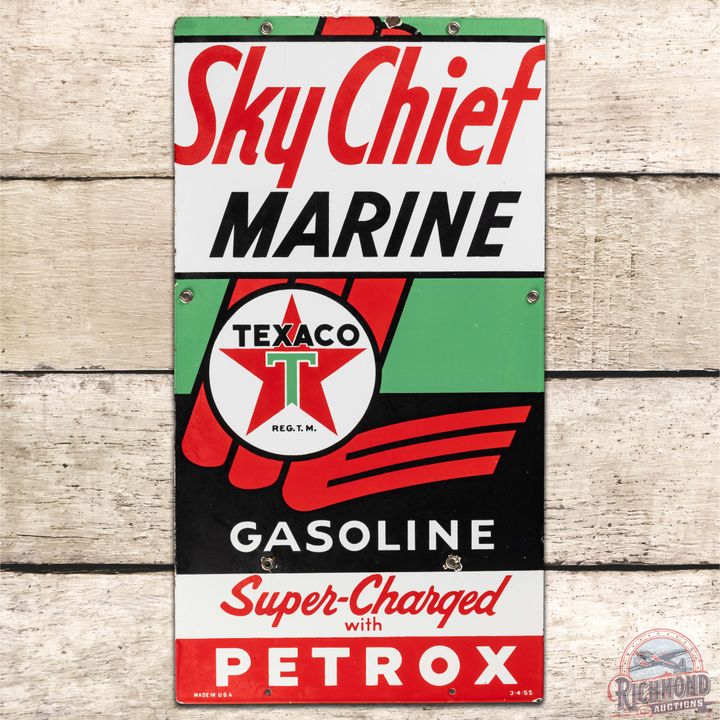 Sky Chief
MARINE
TEXACO
T
REG. T. M.
GASOLINE
Super-Charged
with
PETROX
MADE IN U S A
3-4-55
RICHMOND
AUCTIONS